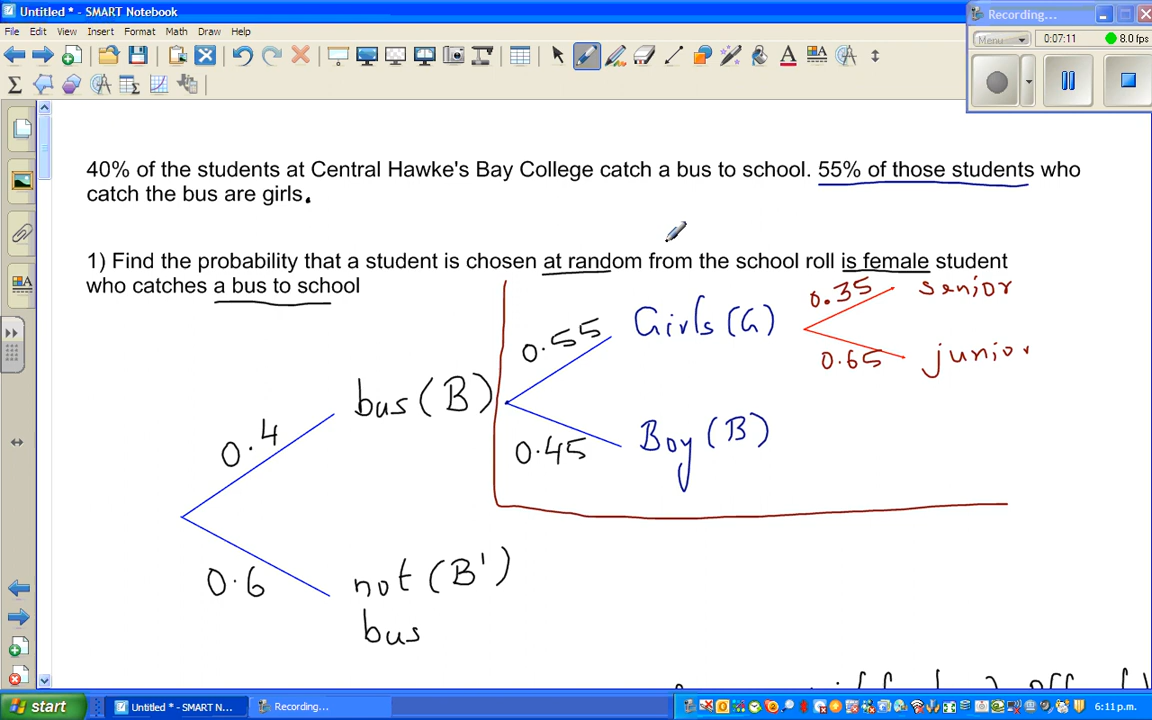 Untitled * - SMART Notebook
Recording...
File Edit View Insert Format Math Draw Help
Menu
0:07:11
8.0 fps
40% of the students at Central Hawke's Bay College catch a bus to school. 55% of those students who
catch the bus are girls.
1) Find the probability that a student is chosen at random from the school roll is female student
who catches a bus to school
0.35 senior
0.55 Girls (G)
0.65 junior
bus (B)
0.4
0.45 Boy (B)
0.6 not (B')
bus
start
Untitled * - SMART N...
Recording...
6:11 p.m.